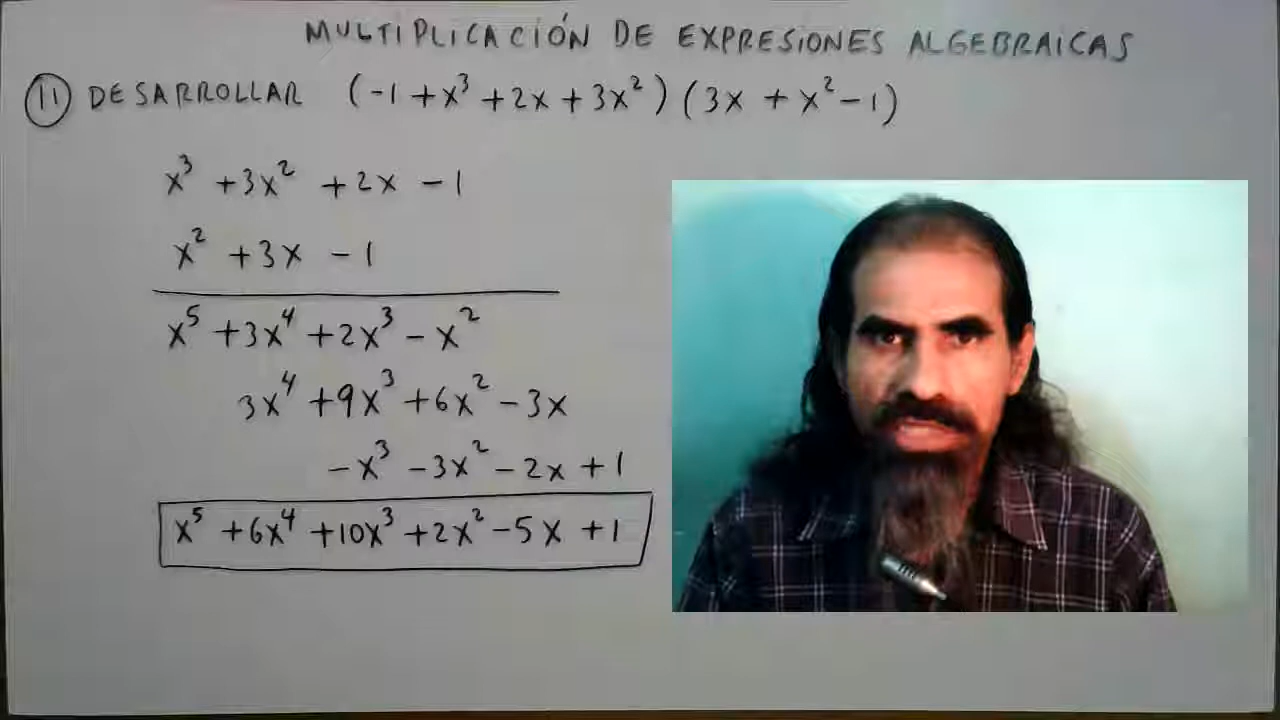 MULTIPLICACIÓN DE EXPRESIONES ALGEBRAICAS
11 DESARROLLAR (-1 + x³ + 2x + 3x²) (3x + x² - 1)
x³ + 3x² + 2x - 1
x² + 3x - 1
x⁵ + 3x⁴ + 2x³ - x²
3x⁴ + 9x³ + 6x² - 3x
-x³ - 3x² - 2x + 1
x⁵ + 6x⁴ + 10x³ + 2x² - 5x + 1